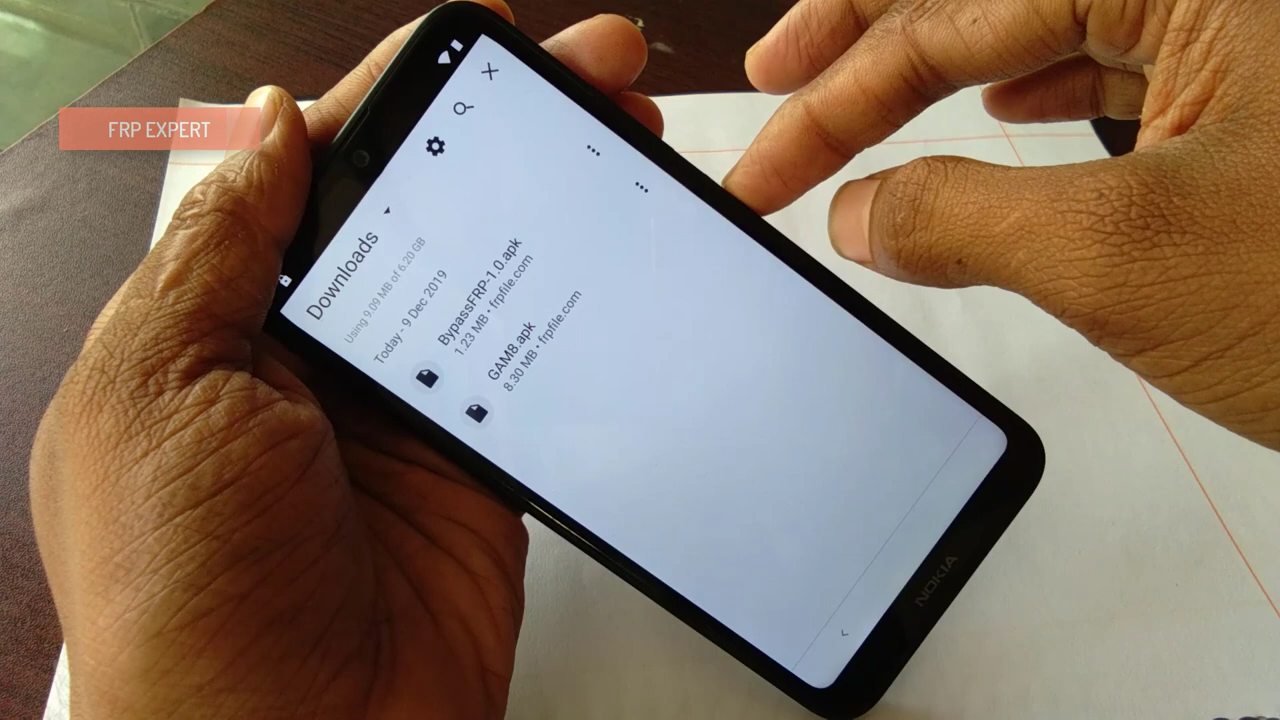 FRP EXPERT
Downloads
Using 9.09 MB of 6.20 GB
Today - 9 Dec 2019
BypassFRP-1.0.apk
1.23 MB • frpfile.com
GAM8.apk
8.30 MB • frpfile.com
NOKIA